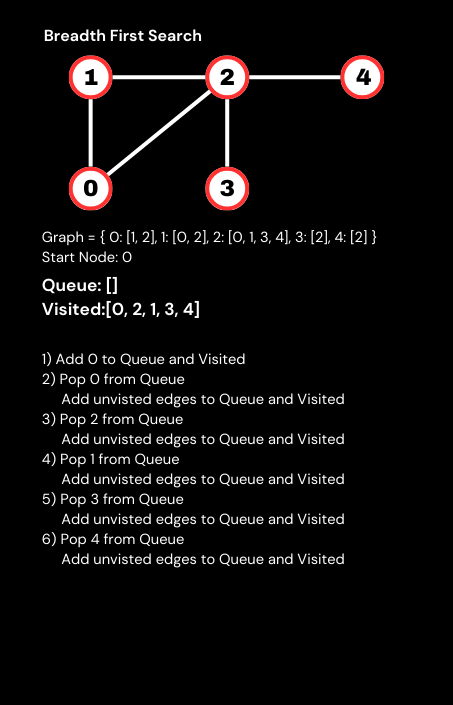 Breadth First Search
1 2 4
0 3
Graph = { 0: [1, 2], 1: [0, 2], 2: [0, 1, 3, 4], 3: [2], 4: [2] }
Start Node: 0
Queue: []
Visited:[0, 2, 1, 3, 4]
1) Add 0 to Queue and Visited
2) Pop 0 from Queue
Add unvisted edges to Queue and Visited
3) Pop 2 from Queue
Add unvisted edges to Queue and Visited
4) Pop 1 from Queue
Add unvisted edges to Queue and Visited
5) Pop 3 from Queue
Add unvisted edges to Queue and Visited
6) Pop 4 from Queue
Add unvisted edges to Queue and Visited